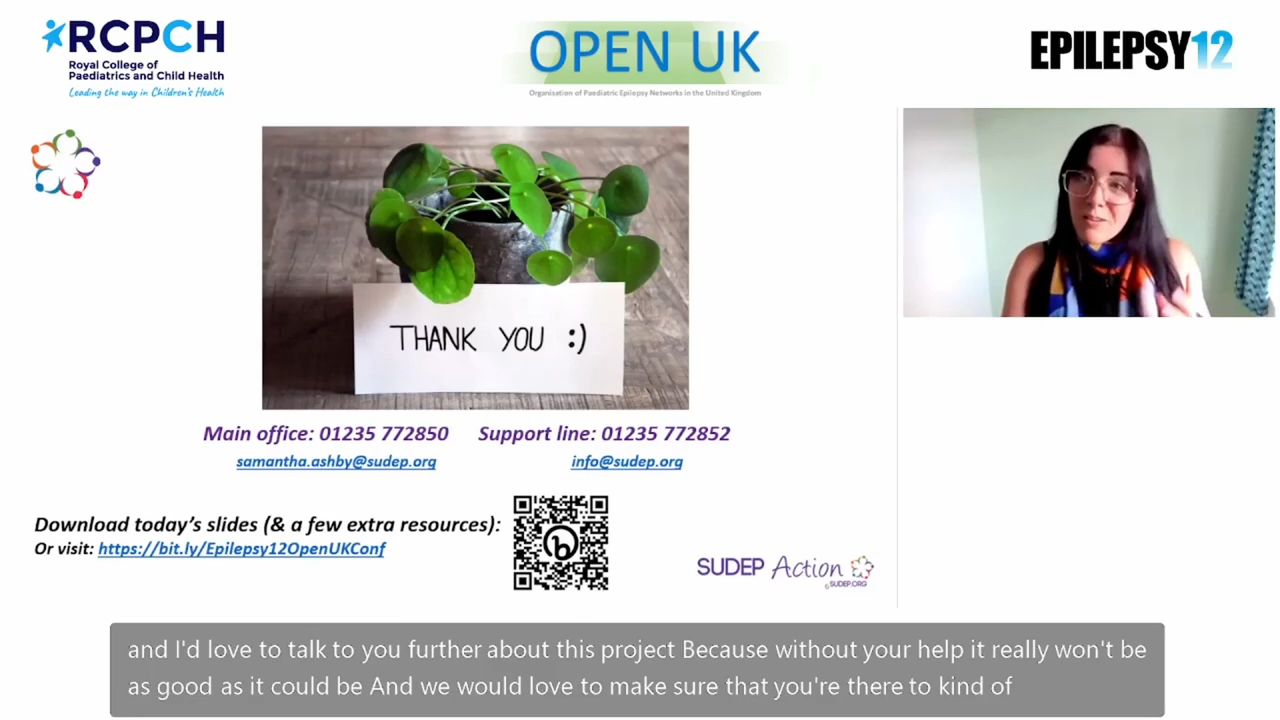 RCPCH
Royal College of
Paediatrics and Child Health
Leading the way in Children's Health
OPEN UK
Organisation of Paediatric Epilepsy Networks in the United Kingdom
EPILEPSY12
THANK YOU :)
Main office: 01235 772850
Support line: 01235 772852
samantha.ashby@sudep.org
info@sudep.org
Download today's slides (& a few extra resources):
Or visit: https://bit.ly/Epilepsy12OpenUKConf
SUDEP Action
SUDEP.ORG
and I'd love to talk to you further about this project Because without your help it really won't be
as good as it could be And we would love to make sure that you're there to kind of